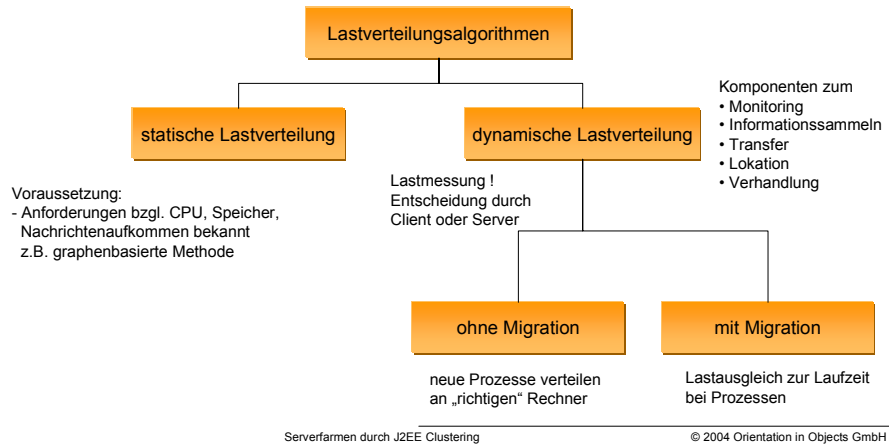 Lastverteilungsalgorithmen
statische Lastverteilung
dynamische Lastverteilung
Komponenten zum
• Monitoring
• Informationssammeln
• Transfer
• Lokation
• Verhandlung
Voraussetzung:
- Anforderungen bzgl. CPU, Speicher,
Nachrichtenaufkommen bekannt
z.B. graphenbasierte Methode
Lastmessung !
Entscheidung durch
Client oder Server
ohne Migration
mit Migration
neue Prozesse verteilen
an „richtigen“ Rechner
Lastausgleich zur Laufzeit
bei Prozessen
Serverfarmen durch J2EE Clustering
© 2004 Orientation in Objects GmbH